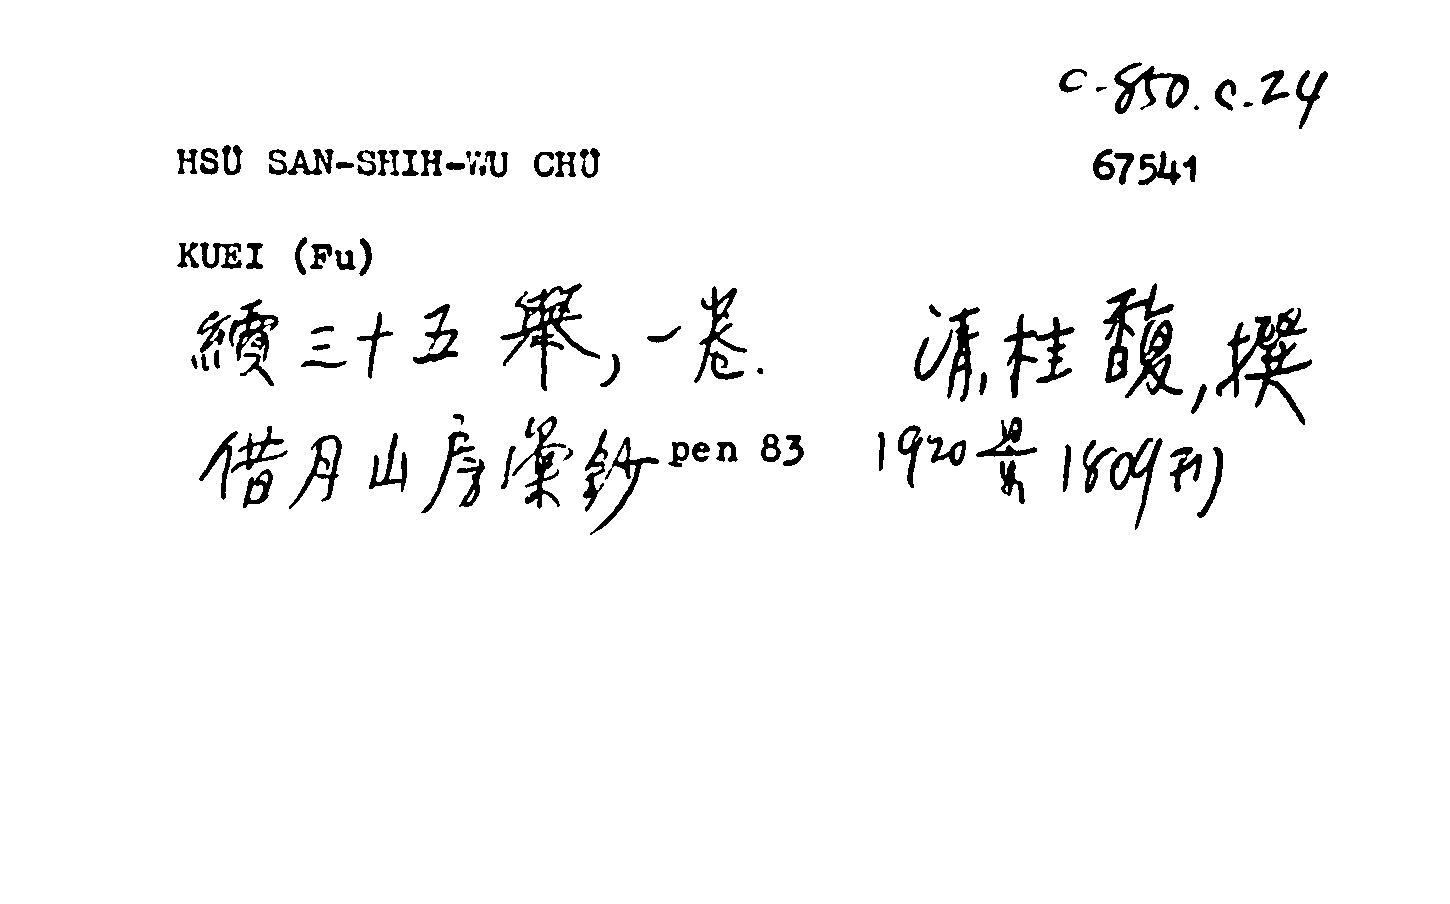 C-850.C.24
HSÜ SAN-SHIH-WU CHÜ 67541
KUEI (Fu)
續三十五舉,一卷. 清,桂馥,撰
借月山房彙鈔 pen 83 1920景1809刊